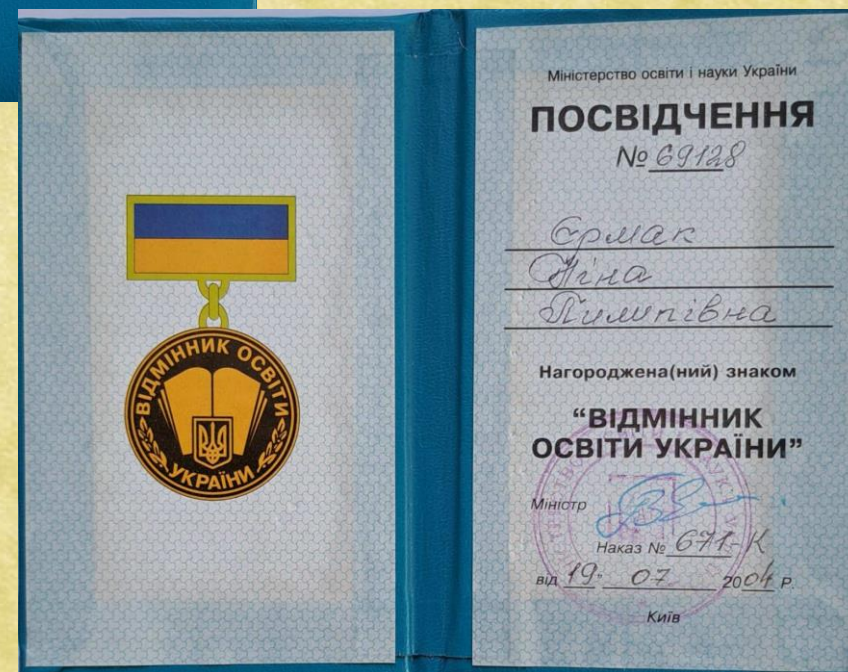 ВІДМІННИК ОСВІТИ
УКРАЇНИ
Міністерство освіти і науки України
ПОСВІДЧЕННЯ
№ 69128
Єрмак
Ніна
Пилипівна
Нагороджена(ний) знаком
“ВІДМІННИК
ОСВІТИ УКРАЇНИ”
Міністр
Наказ № 671-К
від 19. 07 2004 р.
Київ